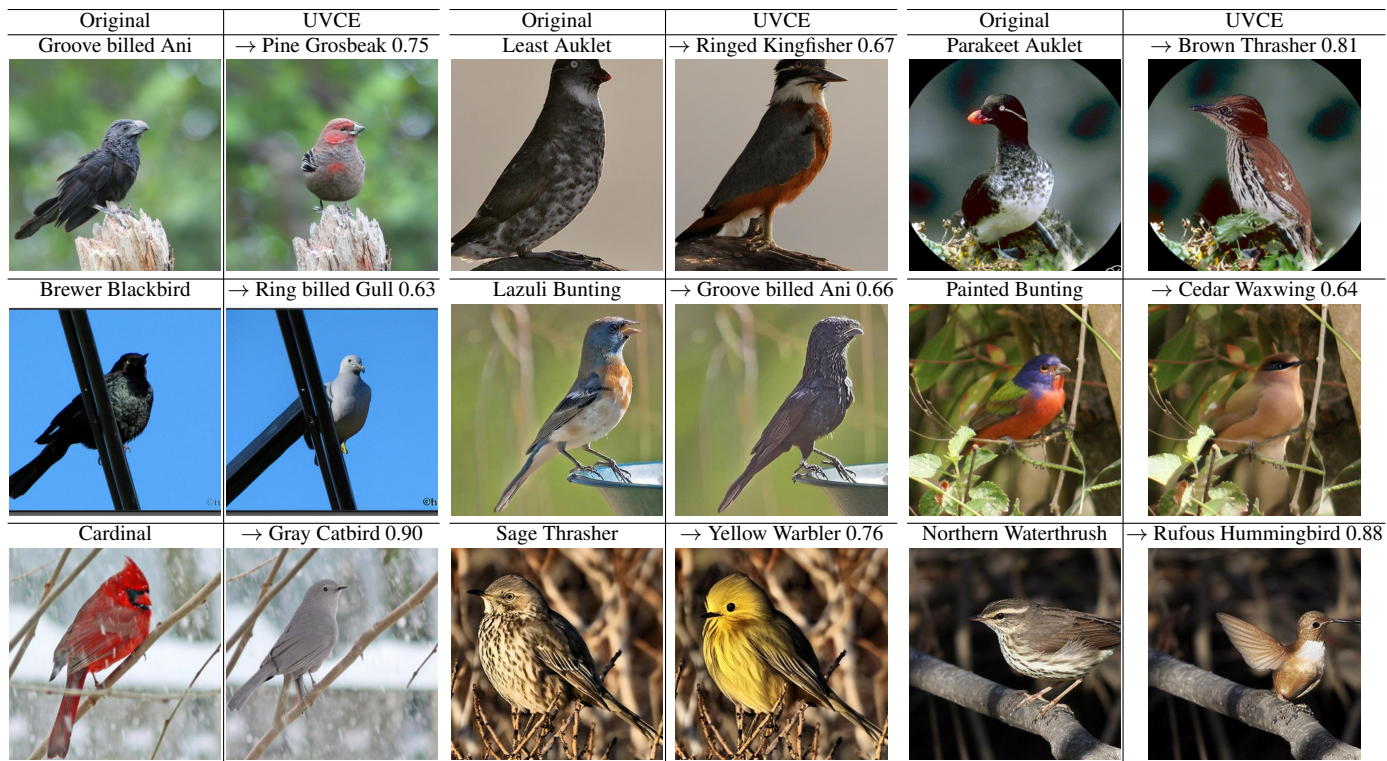 Original UVCE Original UVCE Original UVCE
Groove billed Ani → Pine Grosbeak 0.75 Least Auklet → Ringed Kingfisher 0.67 Parakeet Auklet → Brown Thrasher 0.81
Brewer Blackbird → Ring billed Gull 0.63 Lazuli Bunting → Groove billed Ani 0.66 Painted Bunting → Cedar Waxwing 0.64
Cardinal → Gray Catbird 0.90 Sage Thrasher → Yellow Warbler 0.76 Northern Waterthrush → Rufous Hummingbird 0.88